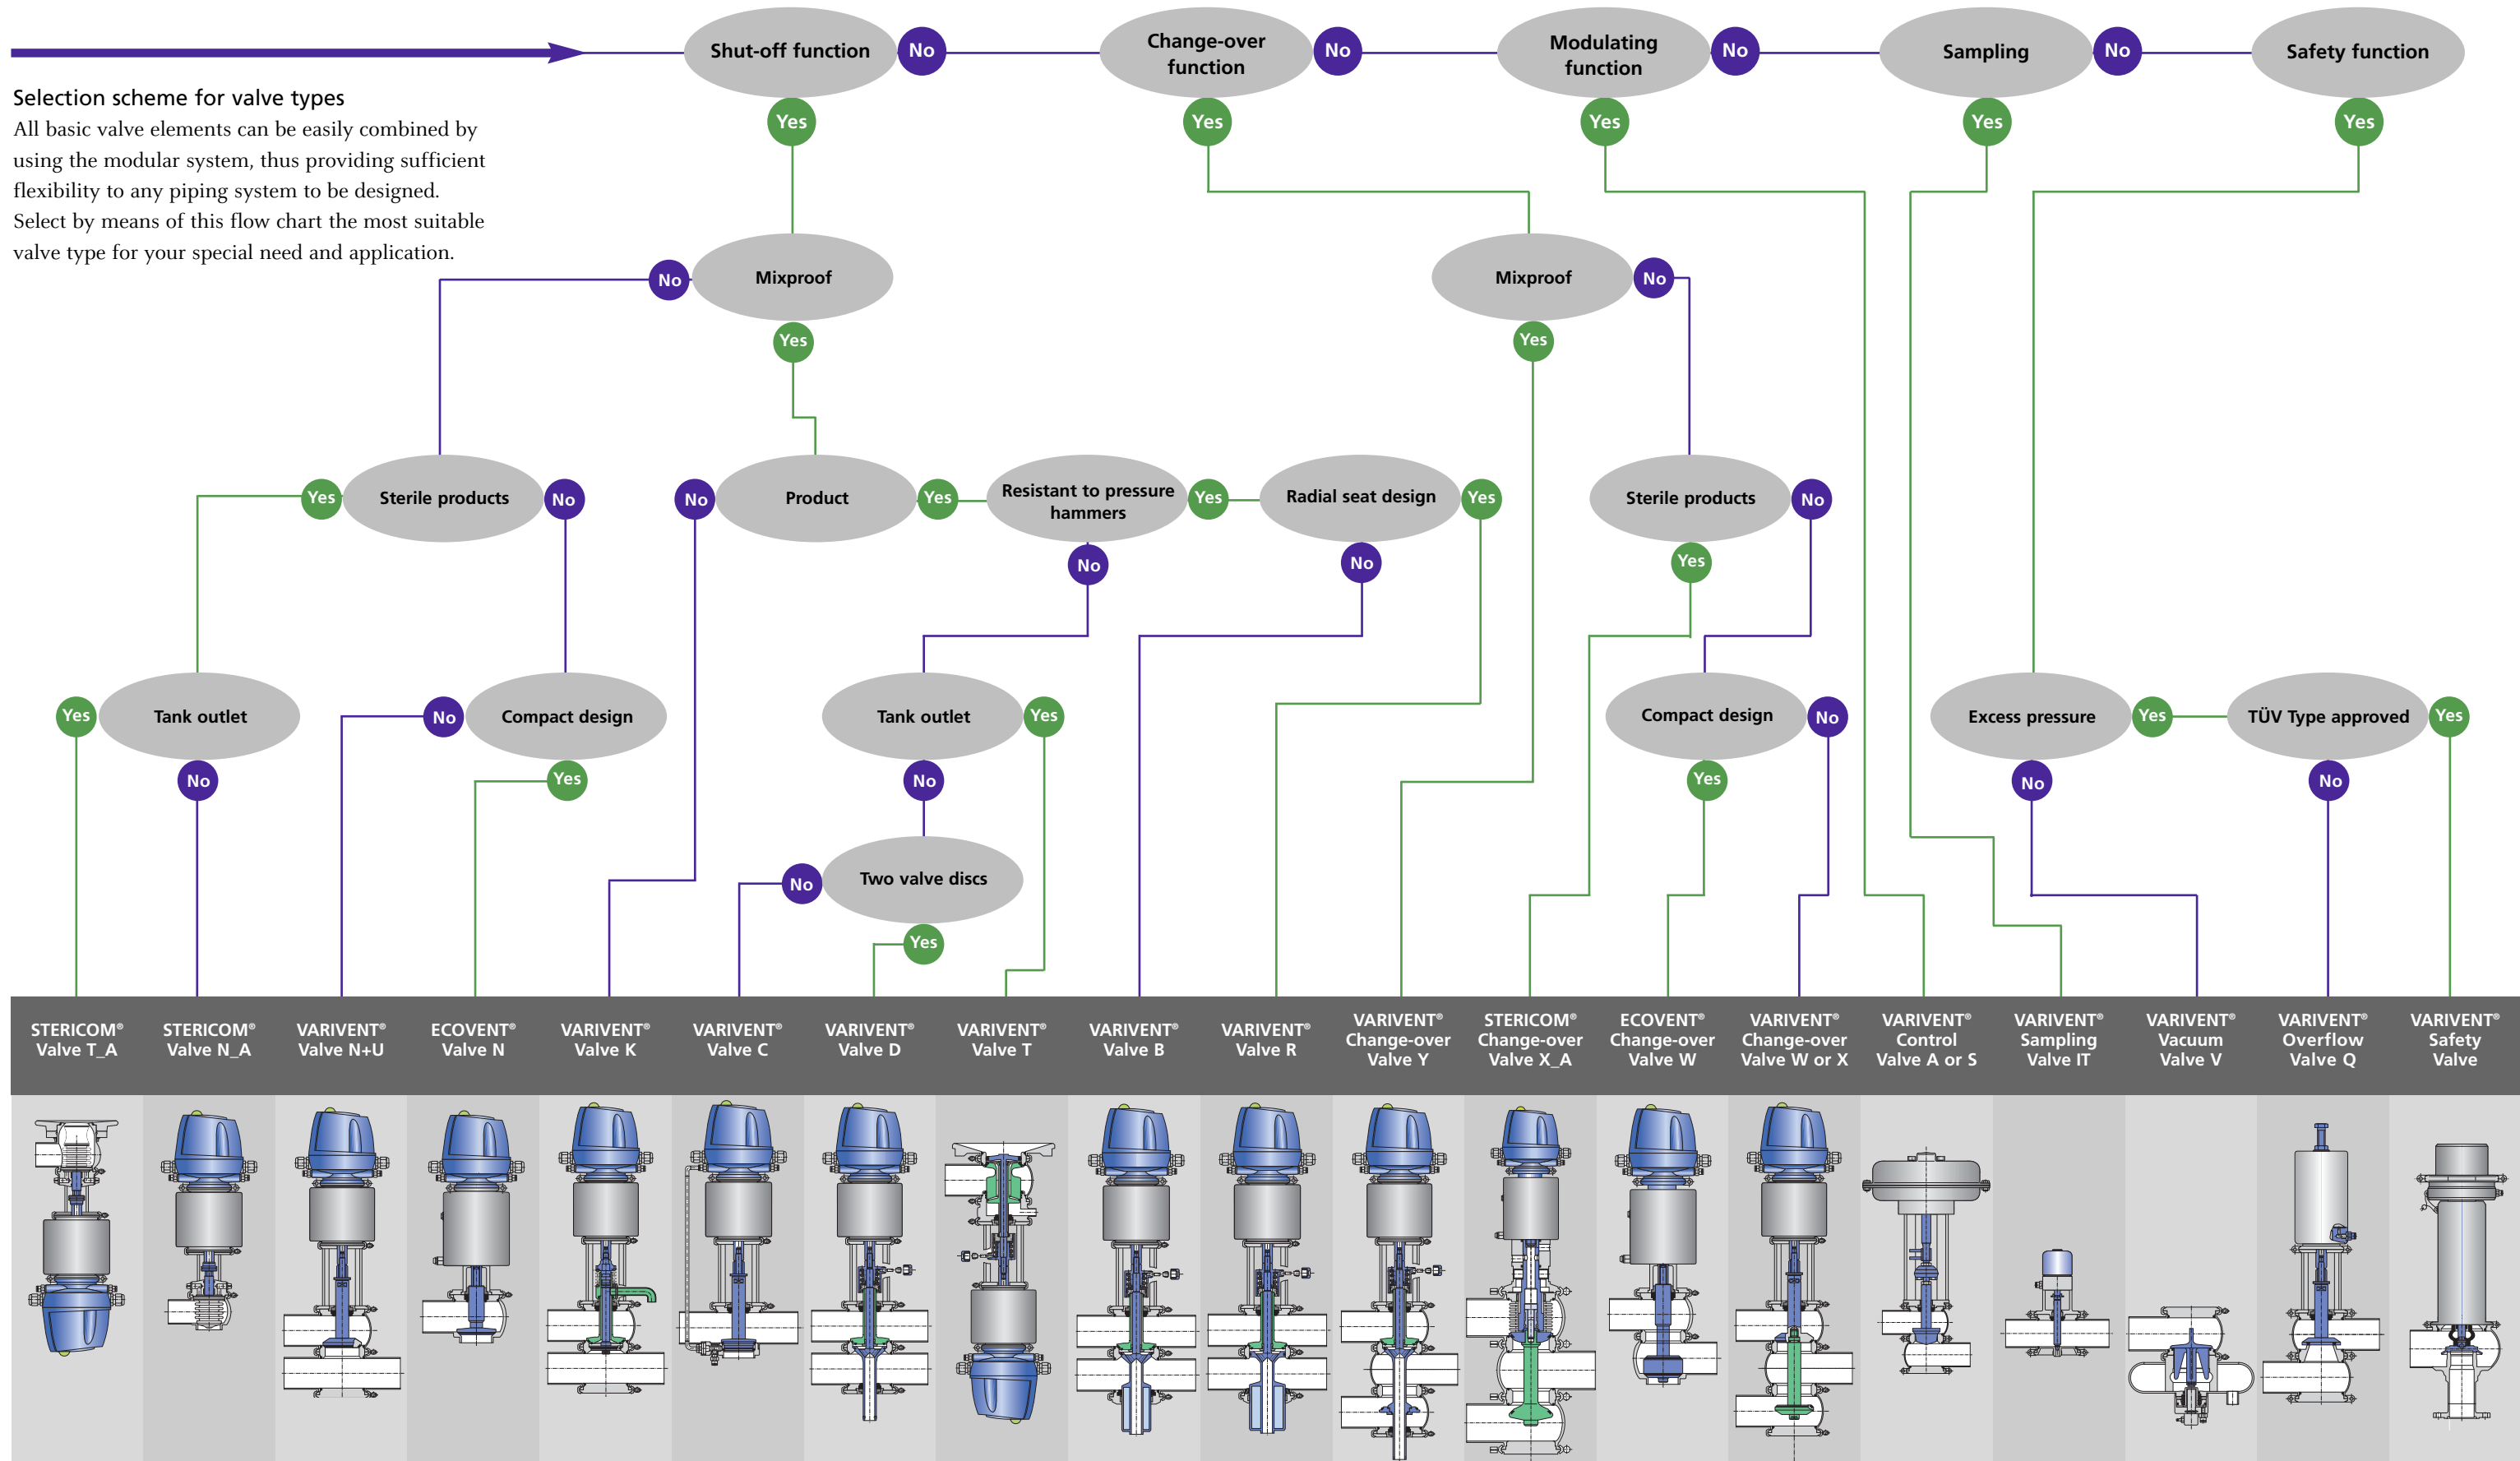 Shut-off function
No
Change-over
function
No
Modulating
function
No
Sampling
No
Safety function
Selection scheme for valve types
All basic valve elements can be easily combined by
using the modular system, thus providing sufficient
flexibility to any piping system to be designed.
Select by means of this flow chart the most suitable
valve type for your special need and application.
Yes
Yes
Yes
Yes
Yes
No
Mixproof
Mixproof
No
Yes
Yes
Yes
Sterile products
No
No
Product
Yes
Resistant to pressure
hammers
Yes
Radial seat design
Yes
Sterile products
No
No
No
Yes
Yes
Tank outlet
No
Compact design
Tank outlet
Yes
Compact design
No
Excess pressure
Yes
TÜV Type approved
Yes
No
Yes
No
Yes
No
No
No
Two valve discs
Yes
STERICOM®
Valve T_A
STERICOM®
Valve N_A
VARIVENT®
Valve N+U
ECOVENT®
Valve N
VARIVENT®
Valve K
VARIVENT®
Valve C
VARIVENT®
Valve D
VARIVENT®
Valve T
VARIVENT®
Valve B
VARIVENT®
Valve R
VARIVENT®
Change-over
Valve Y
STERICOM®
Change-over
Valve X_A
ECOVENT®
Change-over
Valve W
VARIVENT®
Change-over
Valve W or X
VARIVENT®
Control
Valve A or S
VARIVENT®
Sampling
Valve IT
VARIVENT®
Vacuum
Valve V
VARIVENT®
Overflow
Valve Q
VARIVENT®
Safety
Valve